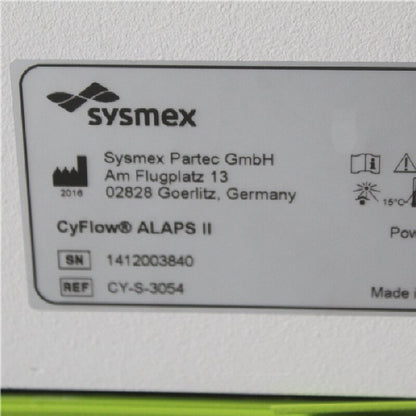 sysmex
Sysmex Partec GmbH
Am Flugplatz 13
02828 Goerlitz, Germany
2016
CyFlow® ALAPS II
SN 1412003840
REF CY-S-3054
15°C
Pow
Made i